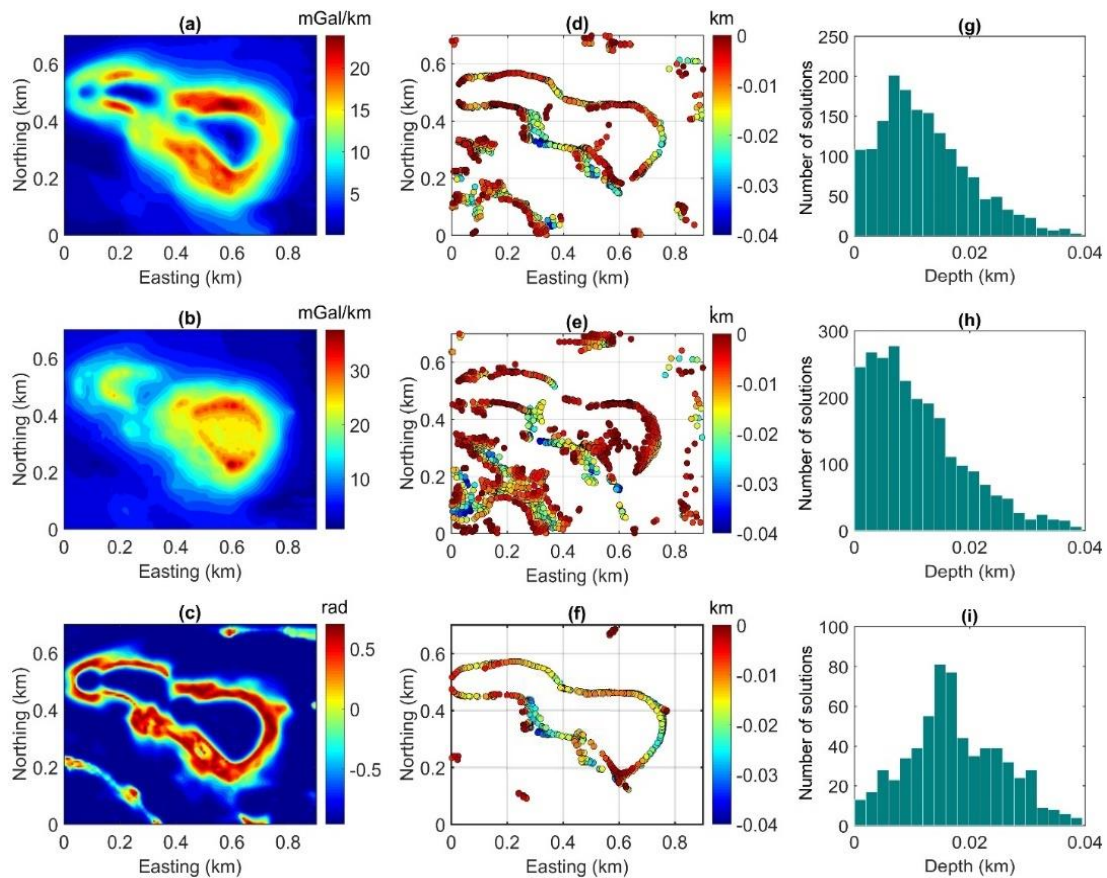 (a)
mGal/km
0.6
0.4
0.2
0
Northing (km)
0 0.2 0.4 0.6 0.8
Easting (km)
20
15
10
5
(d)
km
0.6
0.4
0.2
0
Northing (km)
0 0.2 0.4 0.6 0.8
Easting (km)
0
-0.01
-0.02
-0.03
-0.04
(g)
250
200
150
100
50
0
Number of solutions
0 0.02 0.04
Depth (km)
(b)
mGal/km
0.6
0.4
0.2
0
Northing (km)
0 0.2 0.4 0.6 0.8
Easting (km)
30
20
10
(e)
km
0.6
0.4
0.2
0
Northing (km)
0 0.2 0.4 0.6 0.8
Easting (km)
0
-0.01
-0.02
-0.03
-0.04
(h)
300
200
100
0
Number of solutions
0 0.02 0.04
Depth (km)
(c)
rad
0.6
0.4
0.2
0
Northing (km)
0 0.2 0.4 0.6 0.8
Easting (km)
0.5
0
-0.5
(f)
km
0.6
0.4
0.2
0
Northing (km)
0 0.2 0.4 0.6 0.8
Easting (km)
0
-0.01
-0.02
-0.03
-0.04
(i)
100
80
60
40
20
0
Number of solutions
0 0.02 0.04
Depth (km)